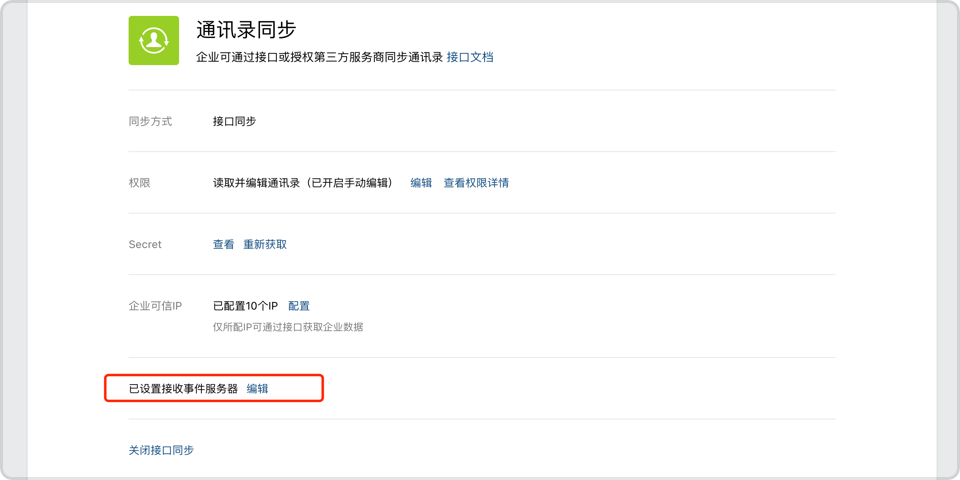 通讯录同步
企业可通过接口或授权第三方服务商同步通讯录 接口文档
同步方式 接口同步
权限 读取并编辑通讯录（已开启手动编辑） 编辑 查看权限详情
Secret 查看 重新获取
企业可信IP 已配置10个IP 配置
仅所配IP可通过接口获取企业数据
已设置接收事件服务器 编辑
关闭接口同步